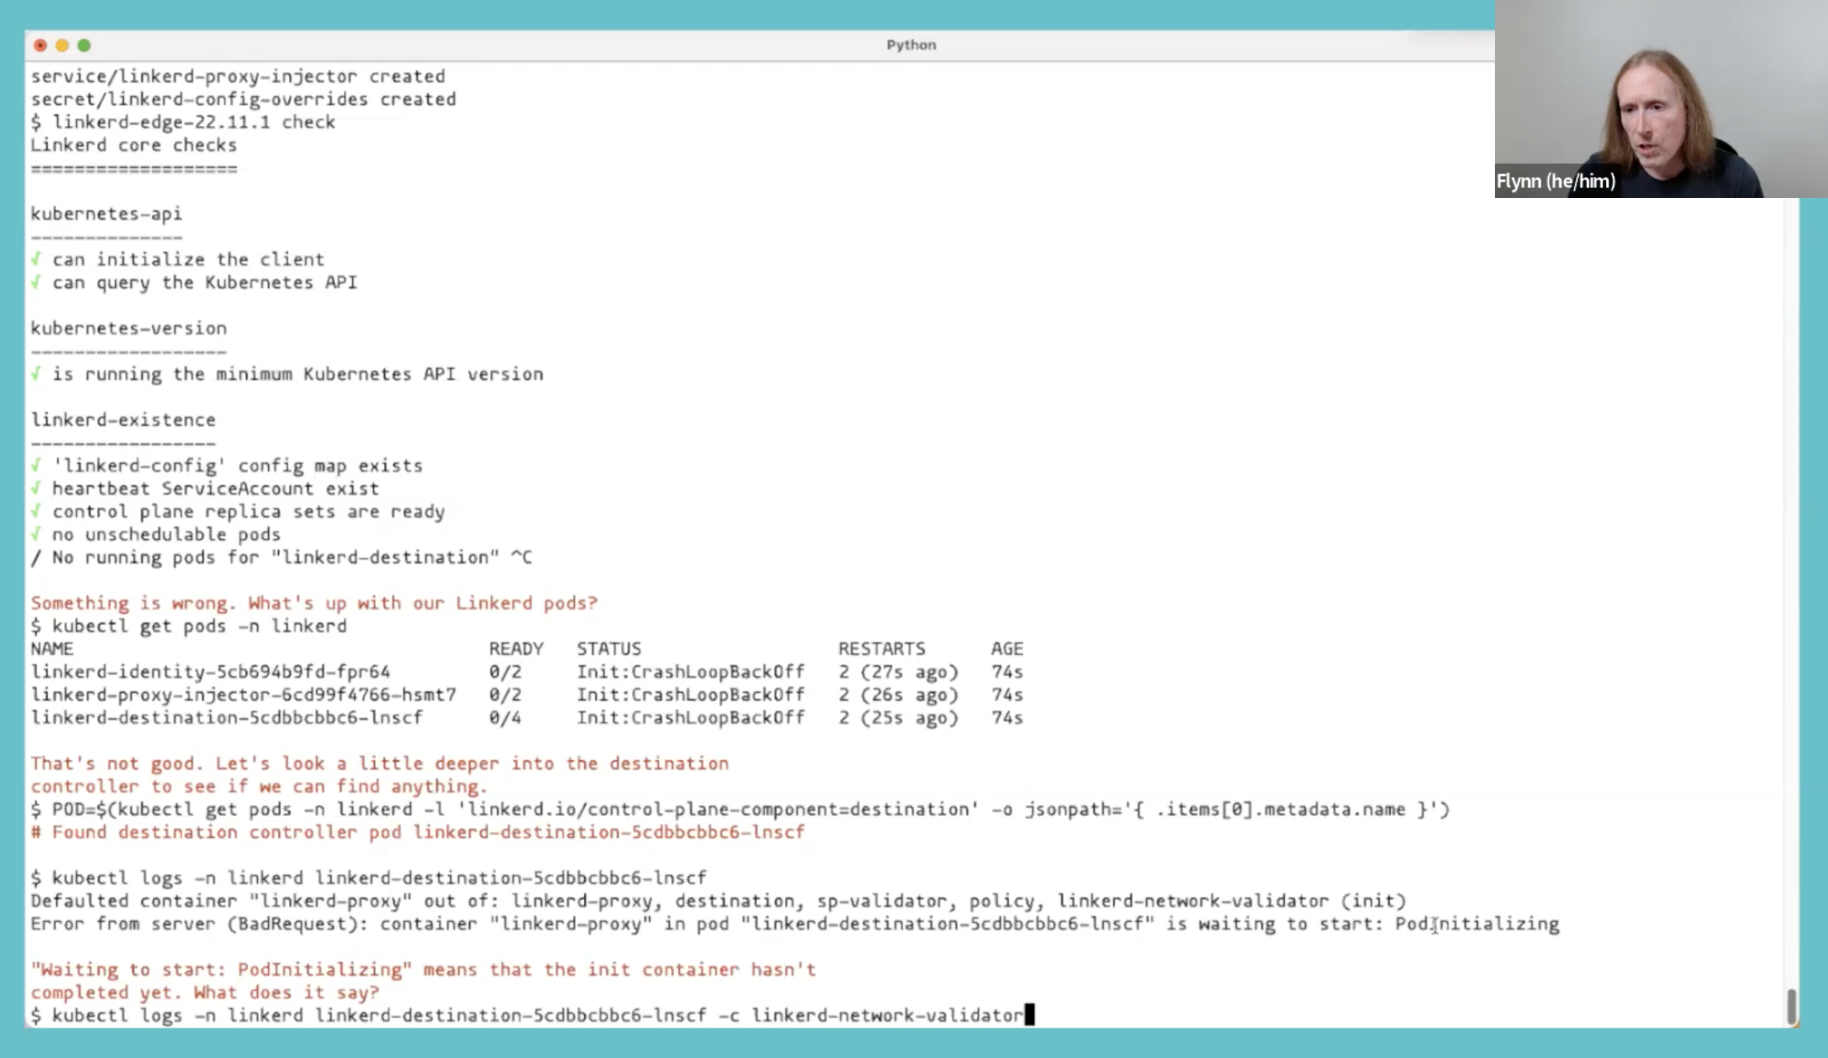 Python
service/linkerd-proxy-injector created
secret/linkerd-config-overrides created
$ linkerd-edge-22.11.1 check
Linkerd core checks
===================
kubernetes-api
--------------
√ can initialize the client
√ can query the Kubernetes API
kubernetes-version
------------------
√ is running the minimum Kubernetes API version
linkerd-existence
-----------------
√ 'linkerd-config' config map exists
√ heartbeat ServiceAccount exist
√ control plane replica sets are ready
√ no unschedulable pods
/ No running pods for "linkerd-destination" ^C
Something is wrong. What's up with our Linkerd pods?
$ kubectl get pods -n linkerd
NAME READY STATUS RESTARTS AGE
linkerd-identity-5cb694b9fd-fpr64 0/2 Init:CrashLoopBackOff 2 (27s ago) 74s
linkerd-proxy-injector-6cd99f4766-hsmt7 0/2 Init:CrashLoopBackOff 2 (26s ago) 74s
linkerd-destination-5cdbbcbbc6-lnscf 0/4 Init:CrashLoopBackOff 2 (25s ago) 74s
That's not good. Let's look a little deeper into the destination
controller to see if we can find anything.
$ POD=$(kubectl get pods -n linkerd -l 'linkerd.io/control-plane-component=destination' -o jsonpath='{ .items[0].metadata.name }')
# Found destination controller pod linkerd-destination-5cdbbcbbc6-lnscf
$ kubectl logs -n linkerd linkerd-destination-5cdbbcbbc6-lnscf
Defaulted container "linkerd-proxy" out of: linkerd-proxy, destination, sp-validator, policy, linkerd-network-validator (init)
Error from server (BadRequest): container "linkerd-proxy" in pod "linkerd-destination-5cdbbcbbc6-lnscf" is waiting to start: PodInitializing
"Waiting to start: PodInitializing" means that the init container hasn't
completed yet. What does it say?
$ kubectl logs -n linkerd linkerd-destination-5cdbbcbbc6-lnscf -c linkerd-network-validator
Flynn (he/him)